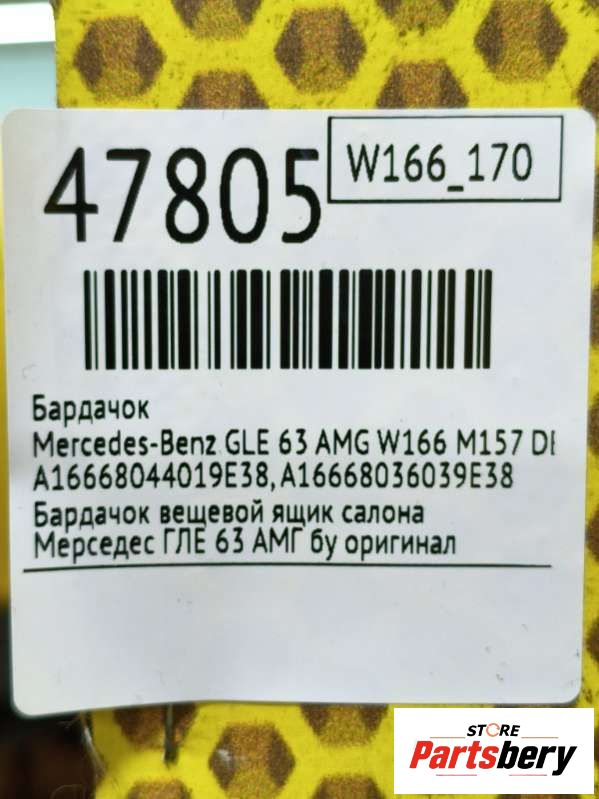 47805
W166_170
Бардачок
Mercedes-Benz GLE 63 AMG W166 M157 DE
A16668044019E38, A16668036039E38
Бардачок вещевой ящик салона
Мерседес ГЛЕ 63 АМГ бу оригинал
STORE
Partsbery